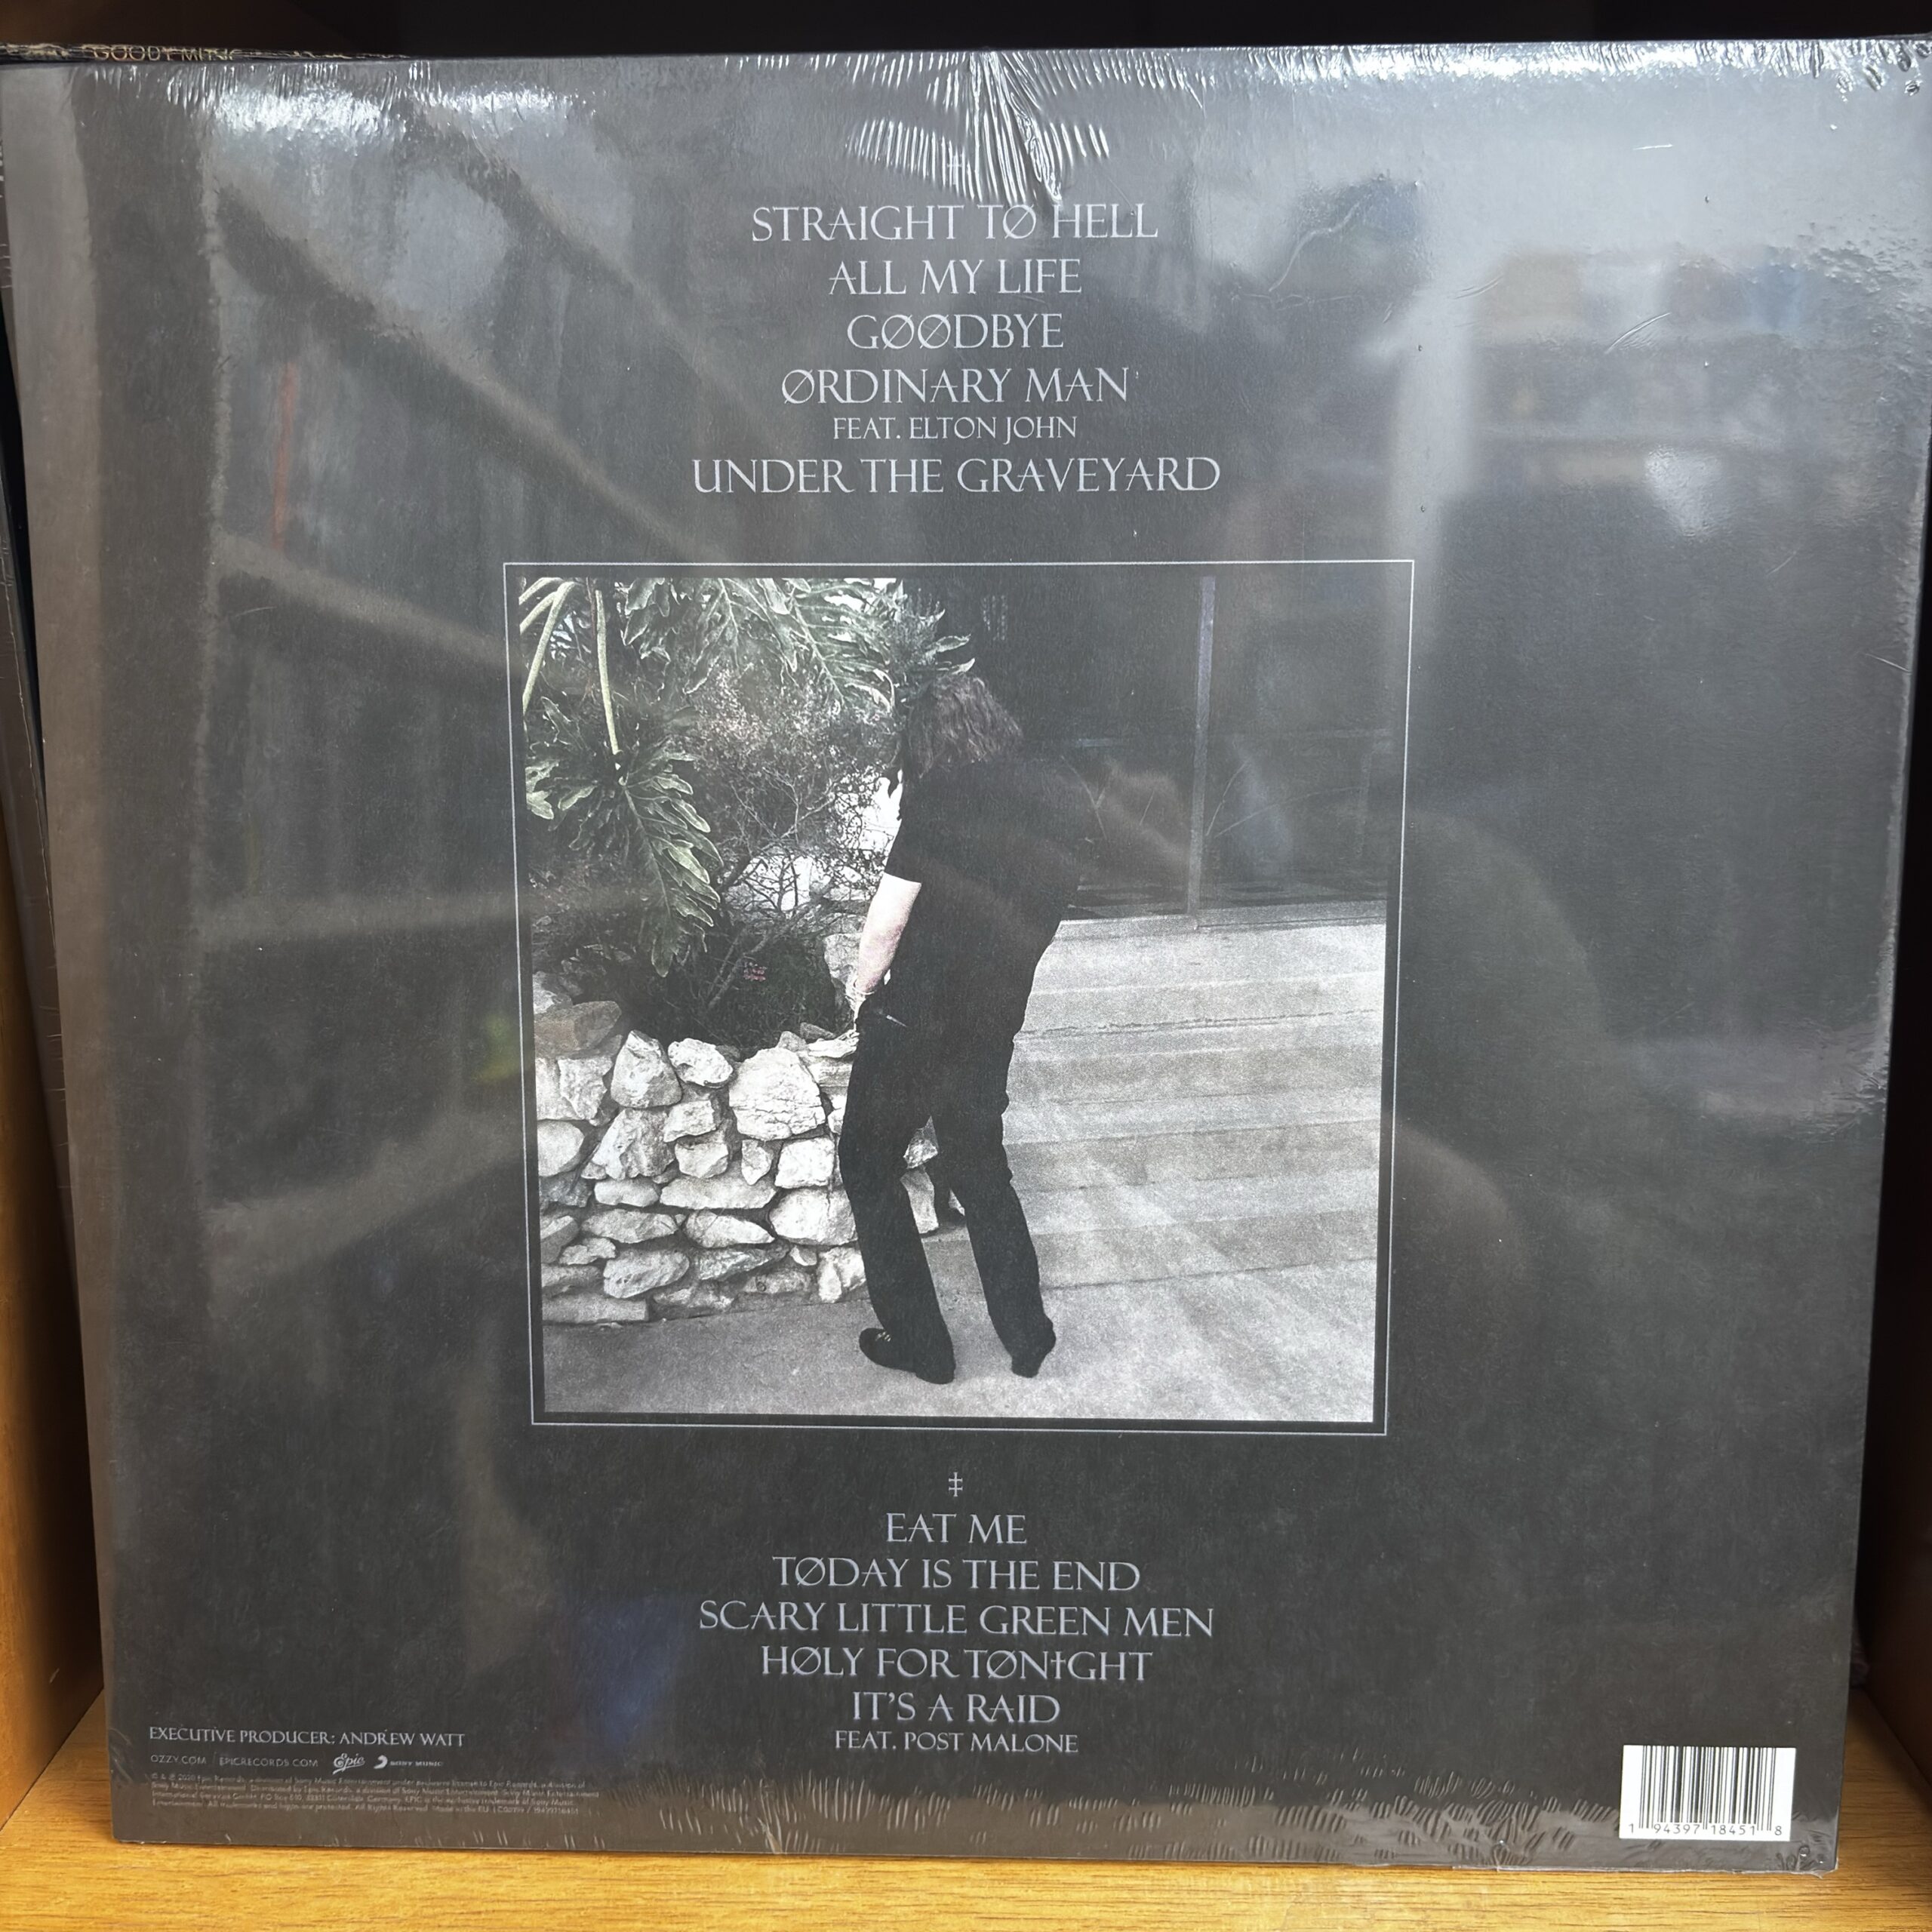 STRAIGHT TØ HELL
ALL MY LIFE
GØØDBYE
ØRDINARY MAN
FEAT. ELTON JOHN
UNDER THE GRAVEYARD
‡
EAT ME
TØDAY IS THE END
SCARY LITTLE GREEN MEN
HØLY FOR TØN†GHT
IT'S A RAID
FEAT. POST MALONE
EXECUTIVE PRODUCER: ANDREW WATT
OZZY.COM EPICRECORDS.COM Epic SONY MUSIC
1 94397 18451 8